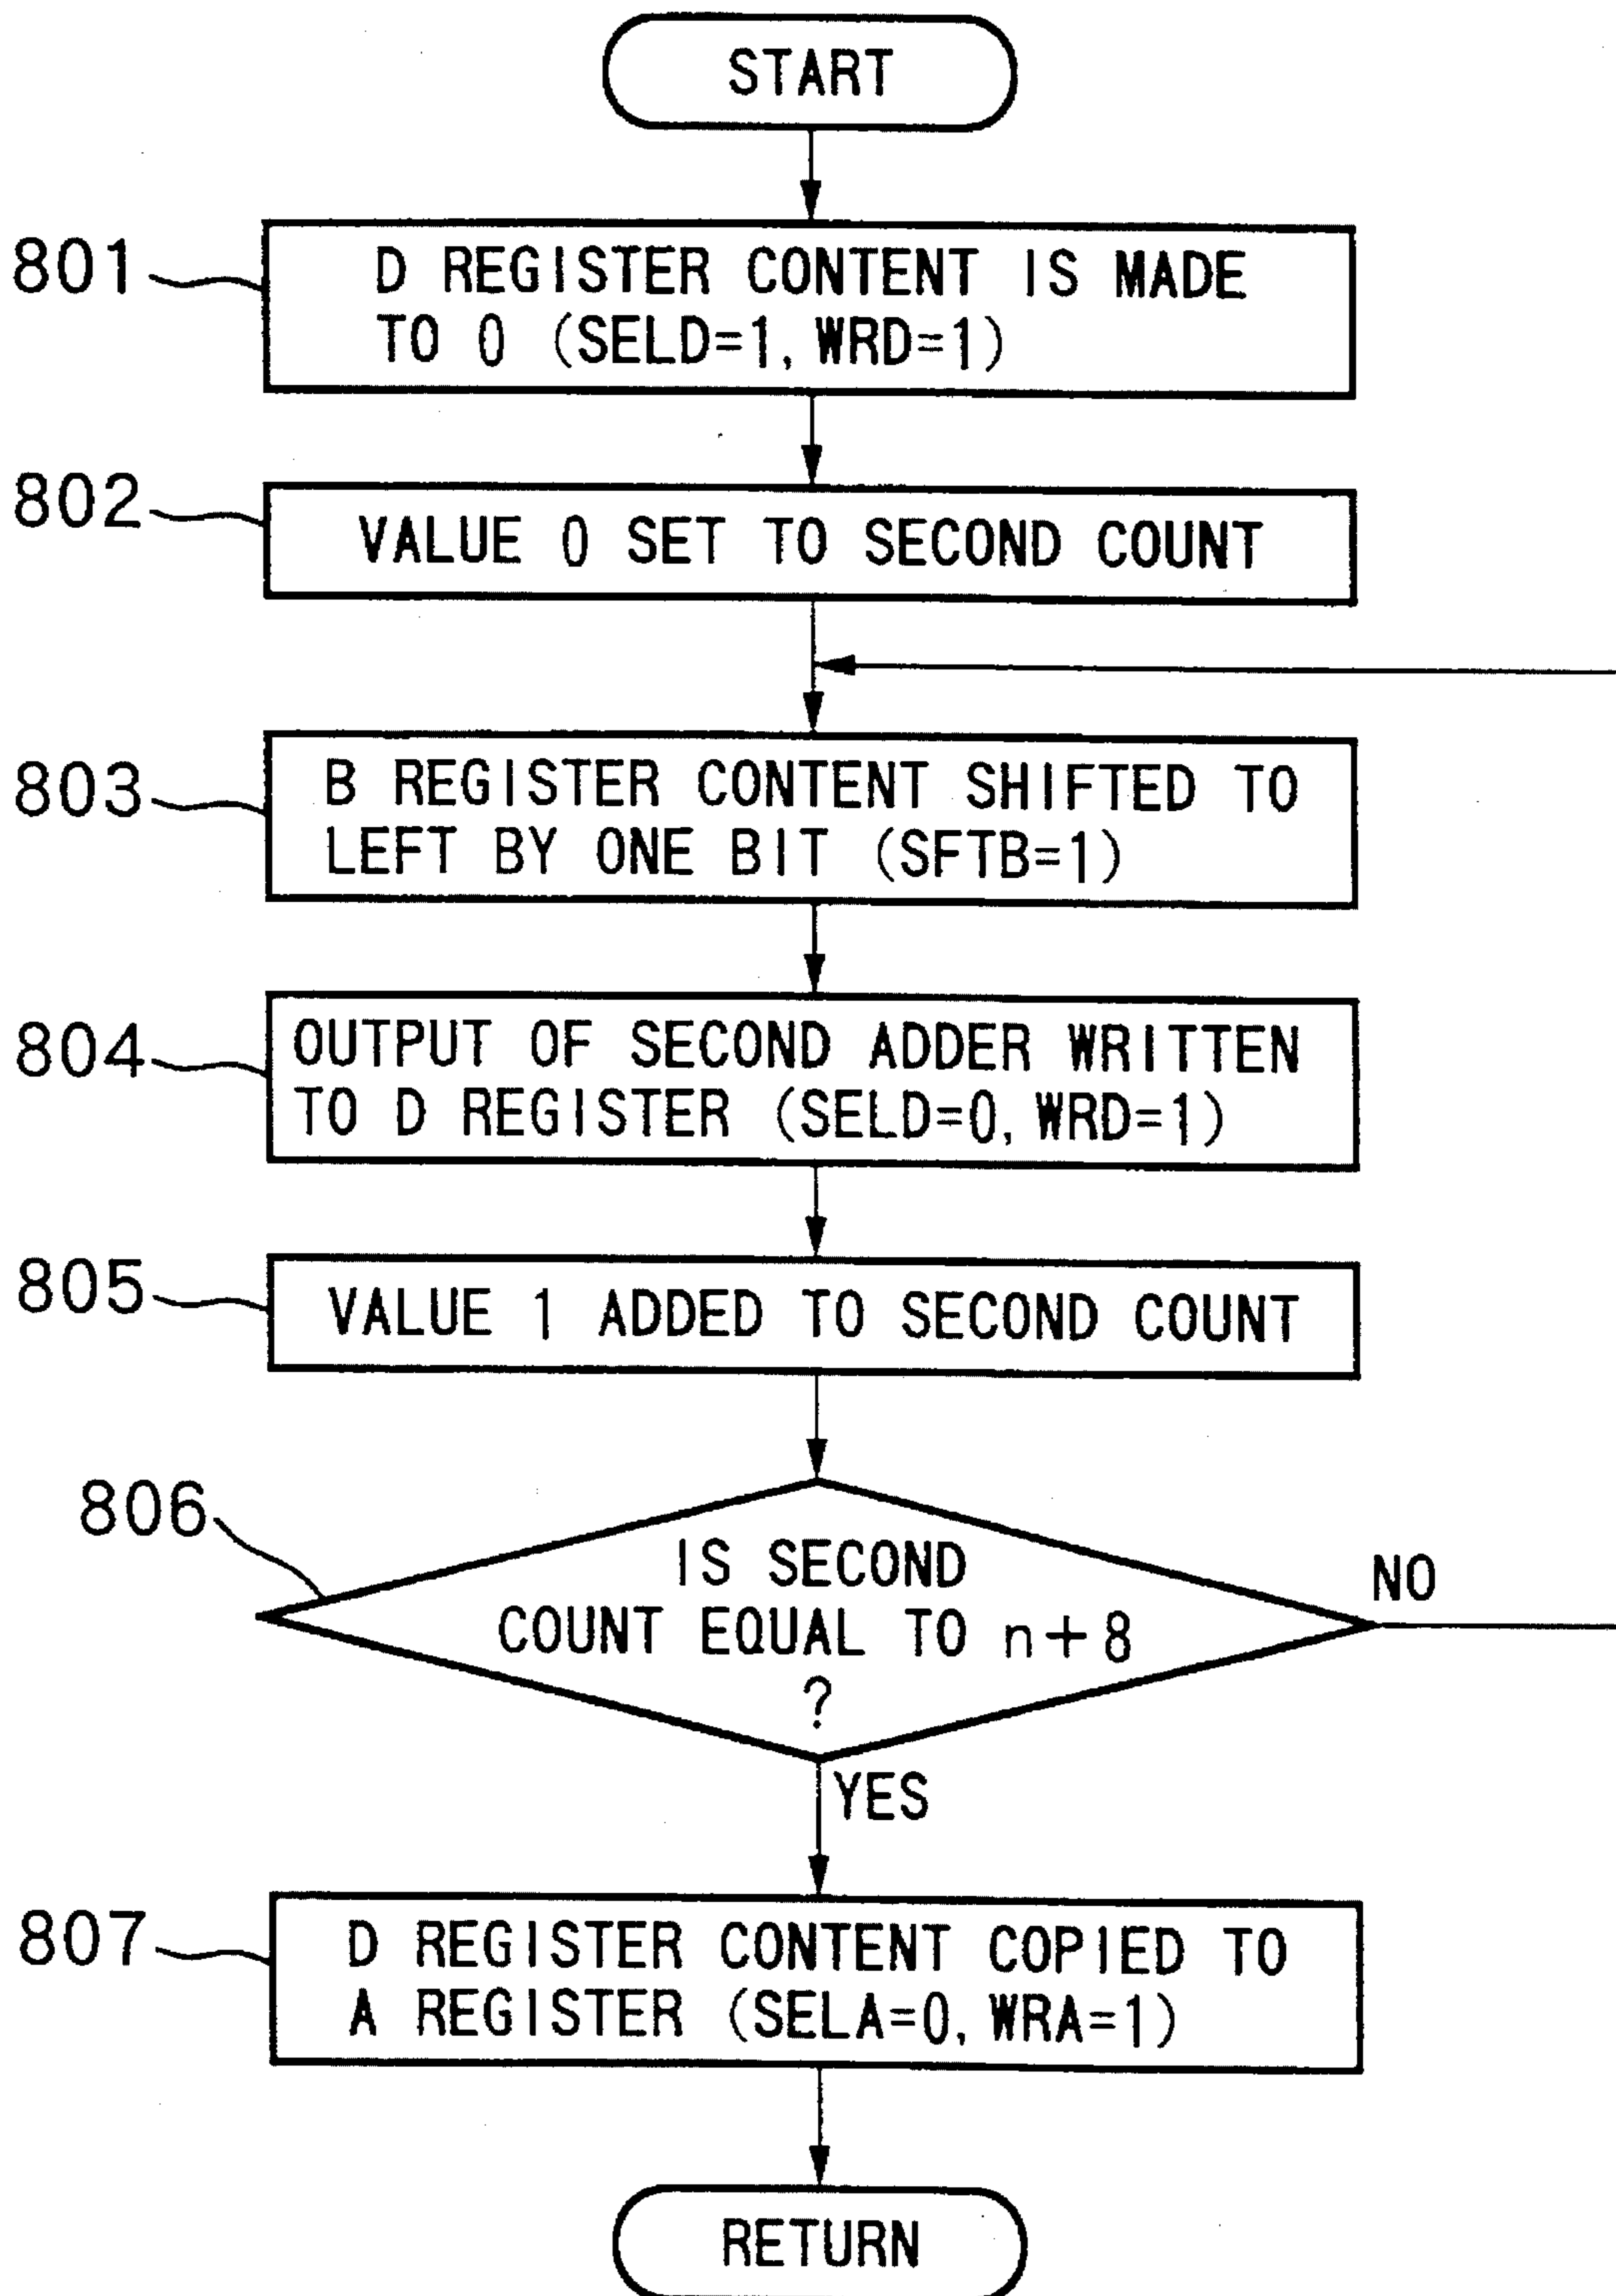 START
801
D REGISTER CONTENT IS MADE
TO 0 (SELD=1, WRD=1)
802
VALUE 0 SET TO SECOND COUNT
803
B REGISTER CONTENT SHIFTED TO
LEFT BY ONE BIT (SFTB=1)
804
OUTPUT OF SECOND ADDER WRITTEN
TO D REGISTER (SELD=0, WRD=1)
805
VALUE 1 ADDED TO SECOND COUNT
806
IS SECOND
COUNT EQUAL TO n+8
?
NO
YES
807
D REGISTER CONTENT COPIED TO
A REGISTER (SELA=0, WRA=1)
RETURN